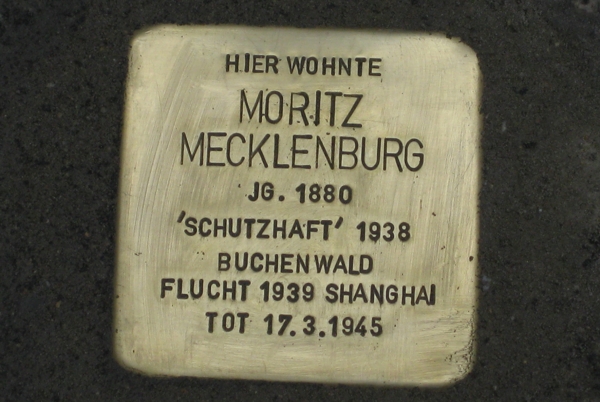 HIER WOHNTE
MORITZ
MECKLENBURG
JG. 1880
'SCHUTZHAFT' 1938
BUCHENWALD
FLUCHT 1939 SHANGHAI
TOT 17.3.1945